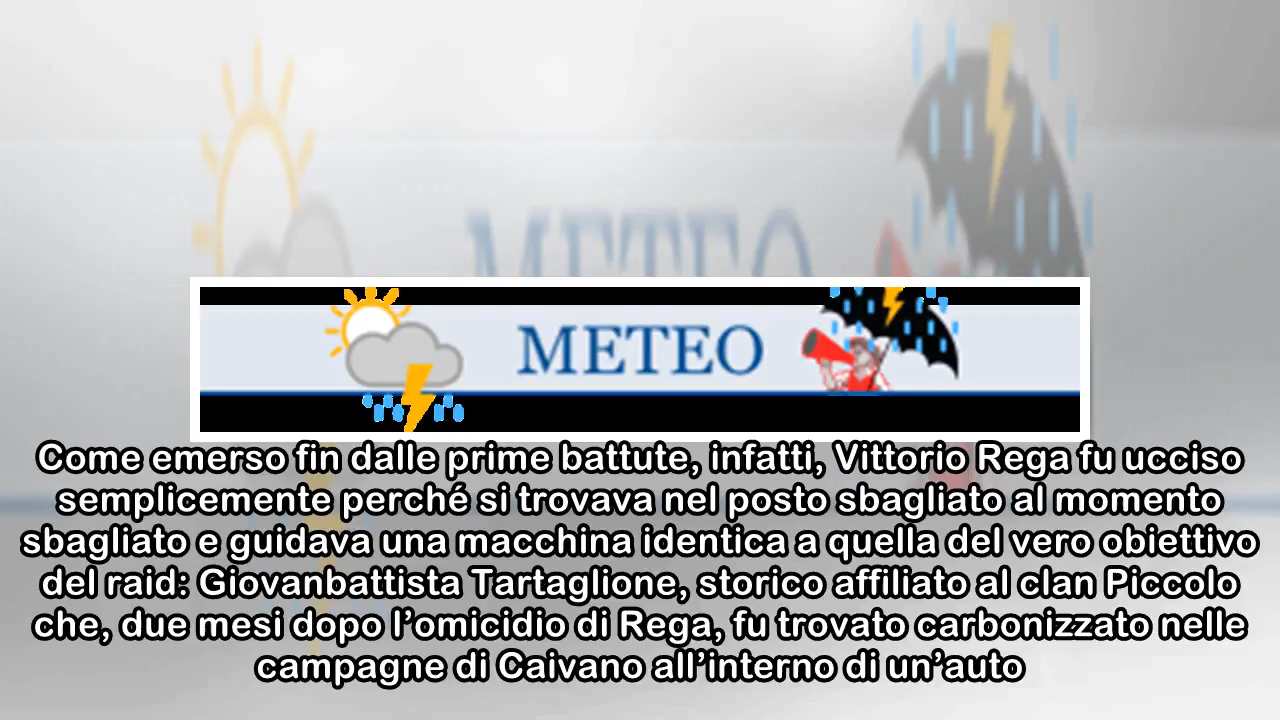 METEO
METEO
Come emerso fin dalle prime battute, infatti, Vittorio Rega fu ucciso
semplicemente perché si trovava nel posto sbagliato al momento
sbagliato e guidava una macchina identica a quella del vero obiettivo
del raid: Giovanbattista Tartaglione, storico affiliato al clan Piccolo
che, due mesi dopo l’omicidio di Rega, fu trovato carbonizzato nelle
campagne di Caivano all’interno di un’auto